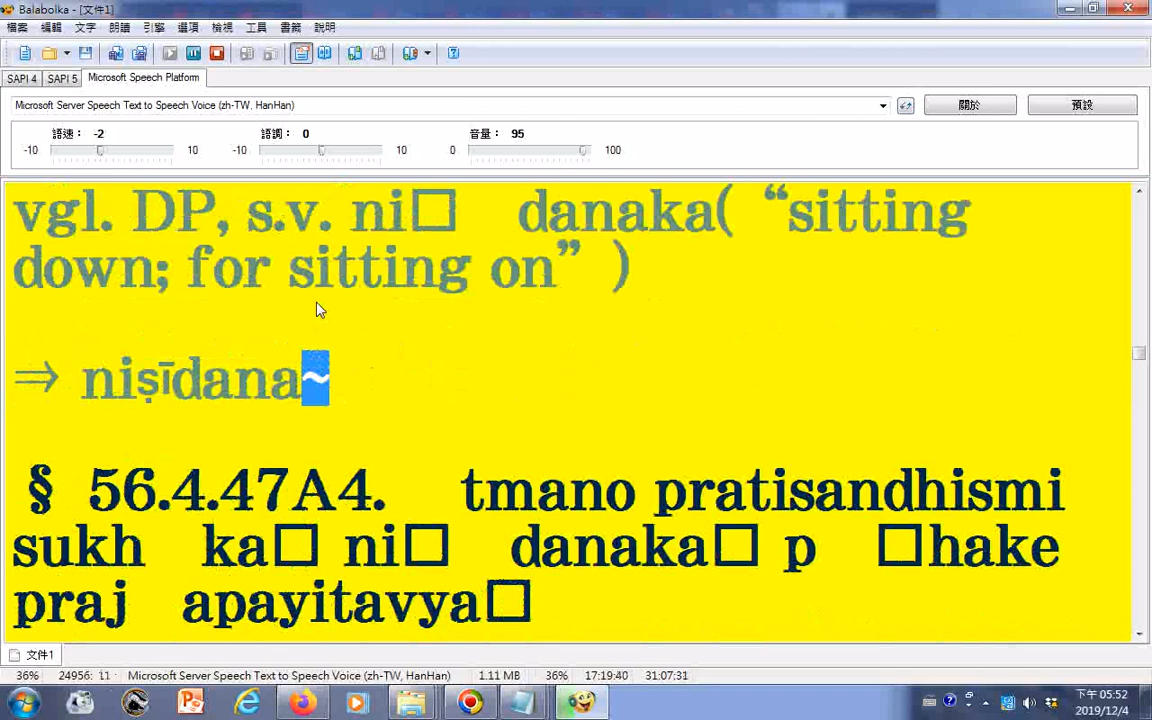 Balabolka - [文件1]
檔案 編輯 文字 朗讀 引擎 選項 檢視 工具 書籤 說明
SAPI 4 SAPI 5 Microsoft Speech Platform
Microsoft Server Speech Text to Speech Voice (zh-TW, HanHan) 關於 預設
語速： -2 語調： 0 音量： 95
-10 10 -10 10 0 100
vgl. DP, s.v. ni□ danaka( “sitting
down; for sitting on” )
⇒ niṣīdana~
§ 56.4.47A4. tmano pratisandhismi
sukh ka□ ni□ danaka□ p □hake
praj apayitavya□
文件1
36% 24956: 11 Microsoft Server Speech Text to Speech Voice (zh-TW, HanHan) 1.11 MB 36% 17:19:40 31:07:31
下午 05:52
2019/12/4